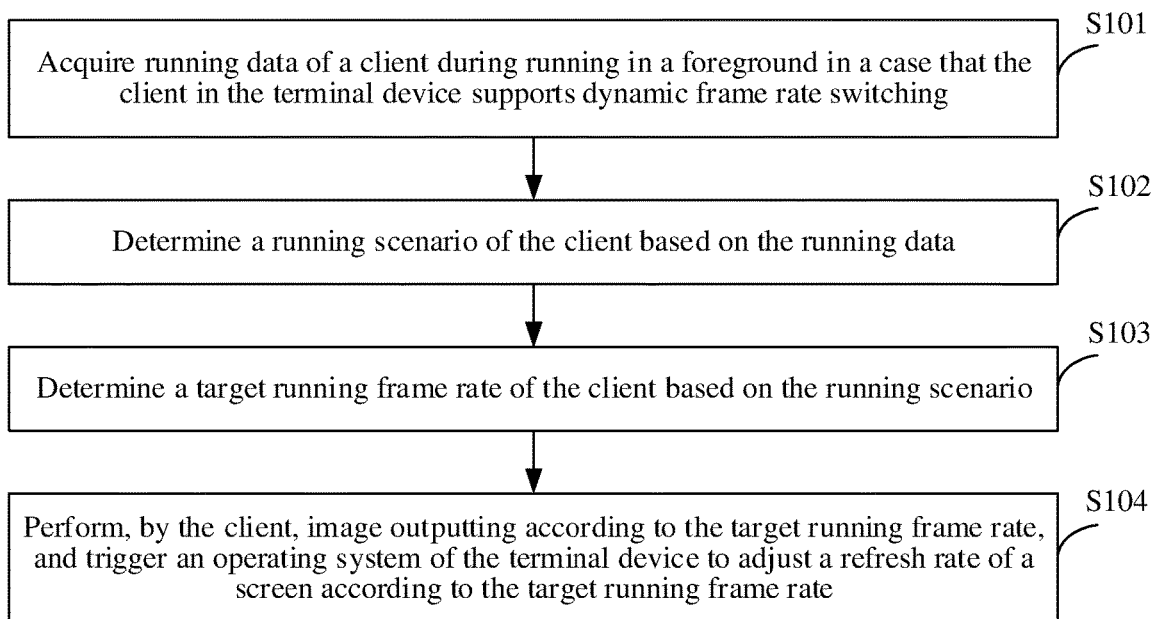 S101
Acquire running data of a client during running in a foreground in a case that the
client in the terminal device supports dynamic frame rate switching
S102
Determine a running scenario of the client based on the running data
S103
Determine a target running frame rate of the client based on the running scenario
S104
Perform, by the client, image outputting according to the target running frame rate,
and trigger an operating system of the terminal device to adjust a refresh rate of a
screen according to the target running frame rate